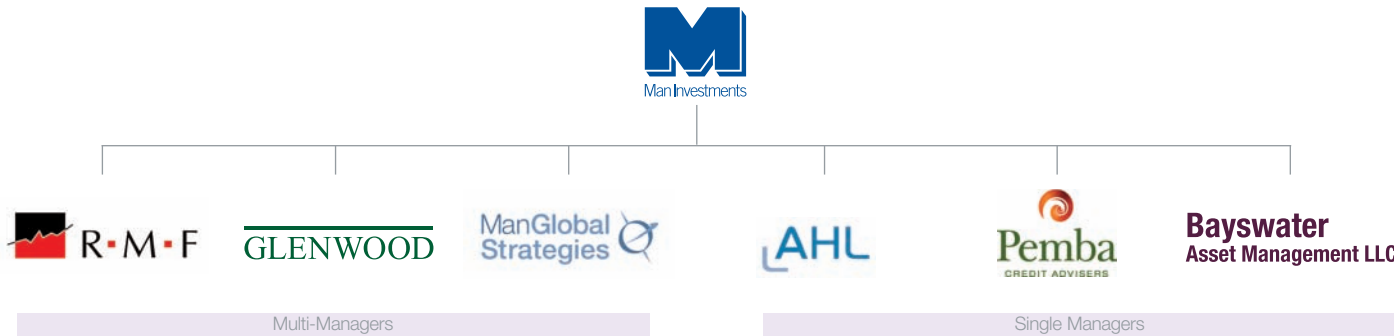 M
Man Investments
R·M·F
GLENWOOD
ManGlobal
Strategies
AHL
Pemba
CREDIT ADVISERS
Bayswater
Asset Management LLC
Multi-Managers
Single Managers